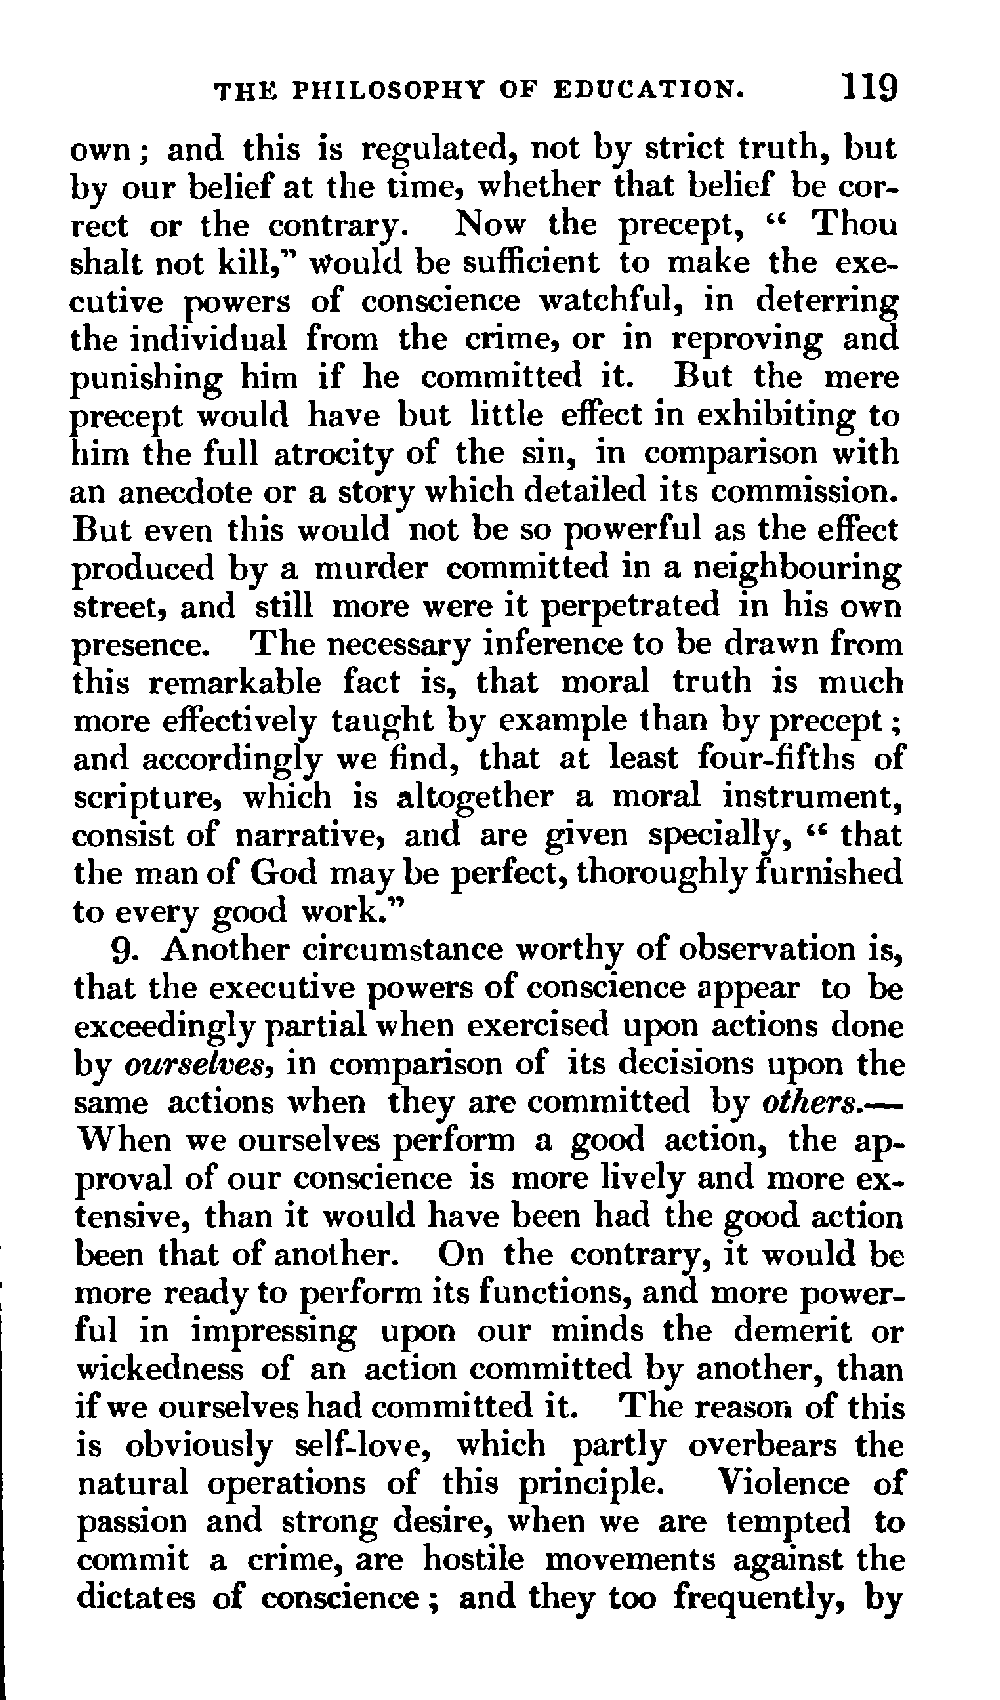 THE PHILOSOPHY OF EDUCATION. 119
own; and this is regulated, not by strict truth, but
by our belief at the time, whether that belief be cor-
rect or the contrary. Now the precept, “ Thou
shalt not kill,” would be sufficient to make the exe-
cutive powers of conscience watchful, in deterring
the individual from the crime, or in reproving and
punishing him if he committed it. But the mere
precept would have but little effect in exhibiting to
him the full atrocity of the sin, in comparison with
an anecdote or a story which detailed its commission.
But even this would not be so powerful as the effect
produced by a murder committed in a neighbouring
street, and still more were it perpetrated in his own
presence. The necessary inference to be drawn from
this remarkable fact is, that moral truth is much
more effectively taught by example than by precept;
and accordingly we find, that at least four-fifths of
scripture, which is altogether a moral instrument,
consist of narrative, and are given specially, “ that
the man of God may be perfect, thoroughly furnished
to every good work.”
9. Another circumstance worthy of observation is,
that the executive powers of conscience appear to be
exceedingly partial when exercised upon actions done
by ourselves, in comparison of its decisions upon the
same actions when they are committed by others.—
When we ourselves perform a good action, the ap-
proval of our conscience is more lively and more ex-
tensive, than it would have been had the good action
been that of another. On the contrary, it would be
more ready to perform its functions, and more power-
ful in impressing upon our minds the demerit or
wickedness of an action committed by another, than
if we ourselves had committed it. The reason of this
is obviously self-love, which partly overbears the
natural operations of this principle. Violence of
passion and strong desire, when we are tempted to
commit a crime, are hostile movements against the
dictates of conscience; and they too frequently, by